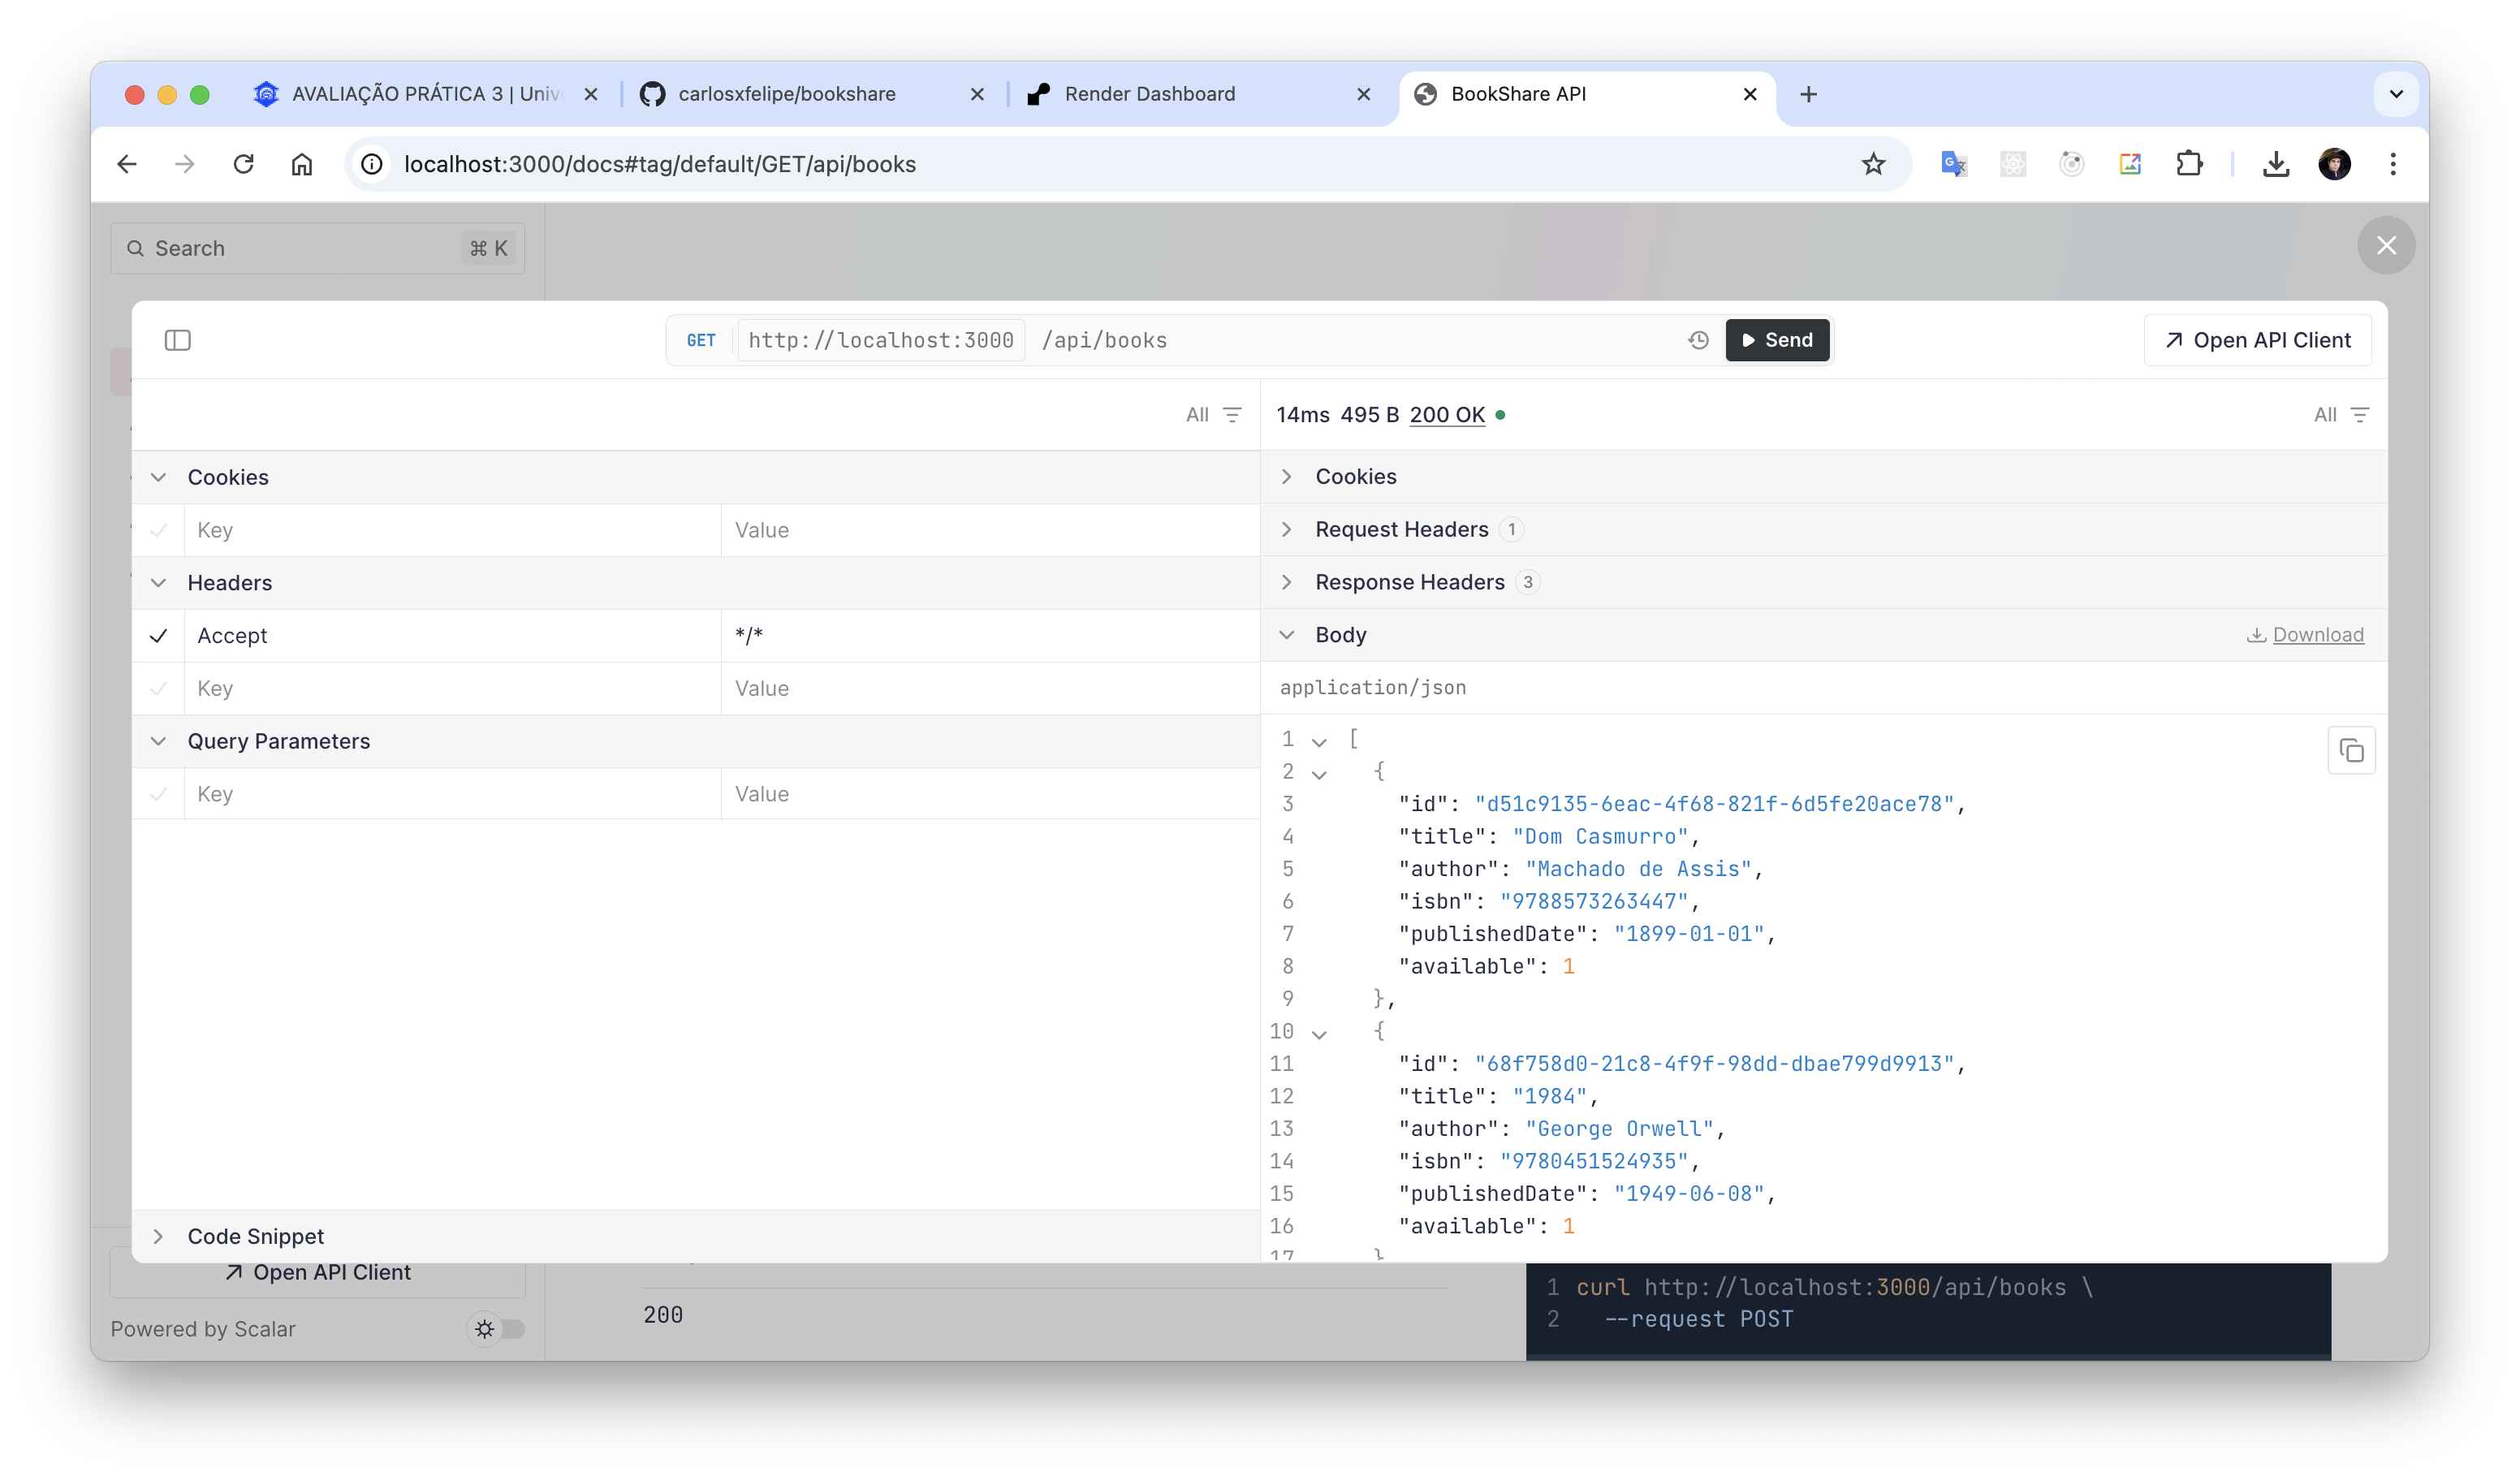 AVALIAÇÃO PRÁTICA 3 | Univ
carlosxfelipe/bookshare
Render Dashboard
BookShare API
localhost:3000/docs#tag/default/GET/api/books
Search
⌘ K
GET http://localhost:3000 /api/books
Send
Open API Client
All
14ms 495 B 200 OK
All
Cookies
Key Value
Headers
Accept */*
Key Value
Query Parameters
Key Value
Code Snippet
Cookies
Request Headers 1
Response Headers 3
Body
Download
application/json
1 [
2 {
3 "id": "d51c9135-6eac-4f68-821f-6d5fe20ace78",
4 "title": "Dom Casmurro",
5 "author": "Machado de Assis",
6 "isbn": "9788573263447",
7 "publishedDate": "1899-01-01",
8 "available": 1
9 },
10 {
11 "id": "68f758d0-21c8-4f9f-98dd-dbae799d9913",
12 "title": "1984",
13 "author": "George Orwell",
14 "isbn": "9780451524935",
15 "publishedDate": "1949-06-08",
16 "available": 1
17 }
Open API Client
Powered by Scalar
200
1 curl http://localhost:3000/api/books \
2 --request POST